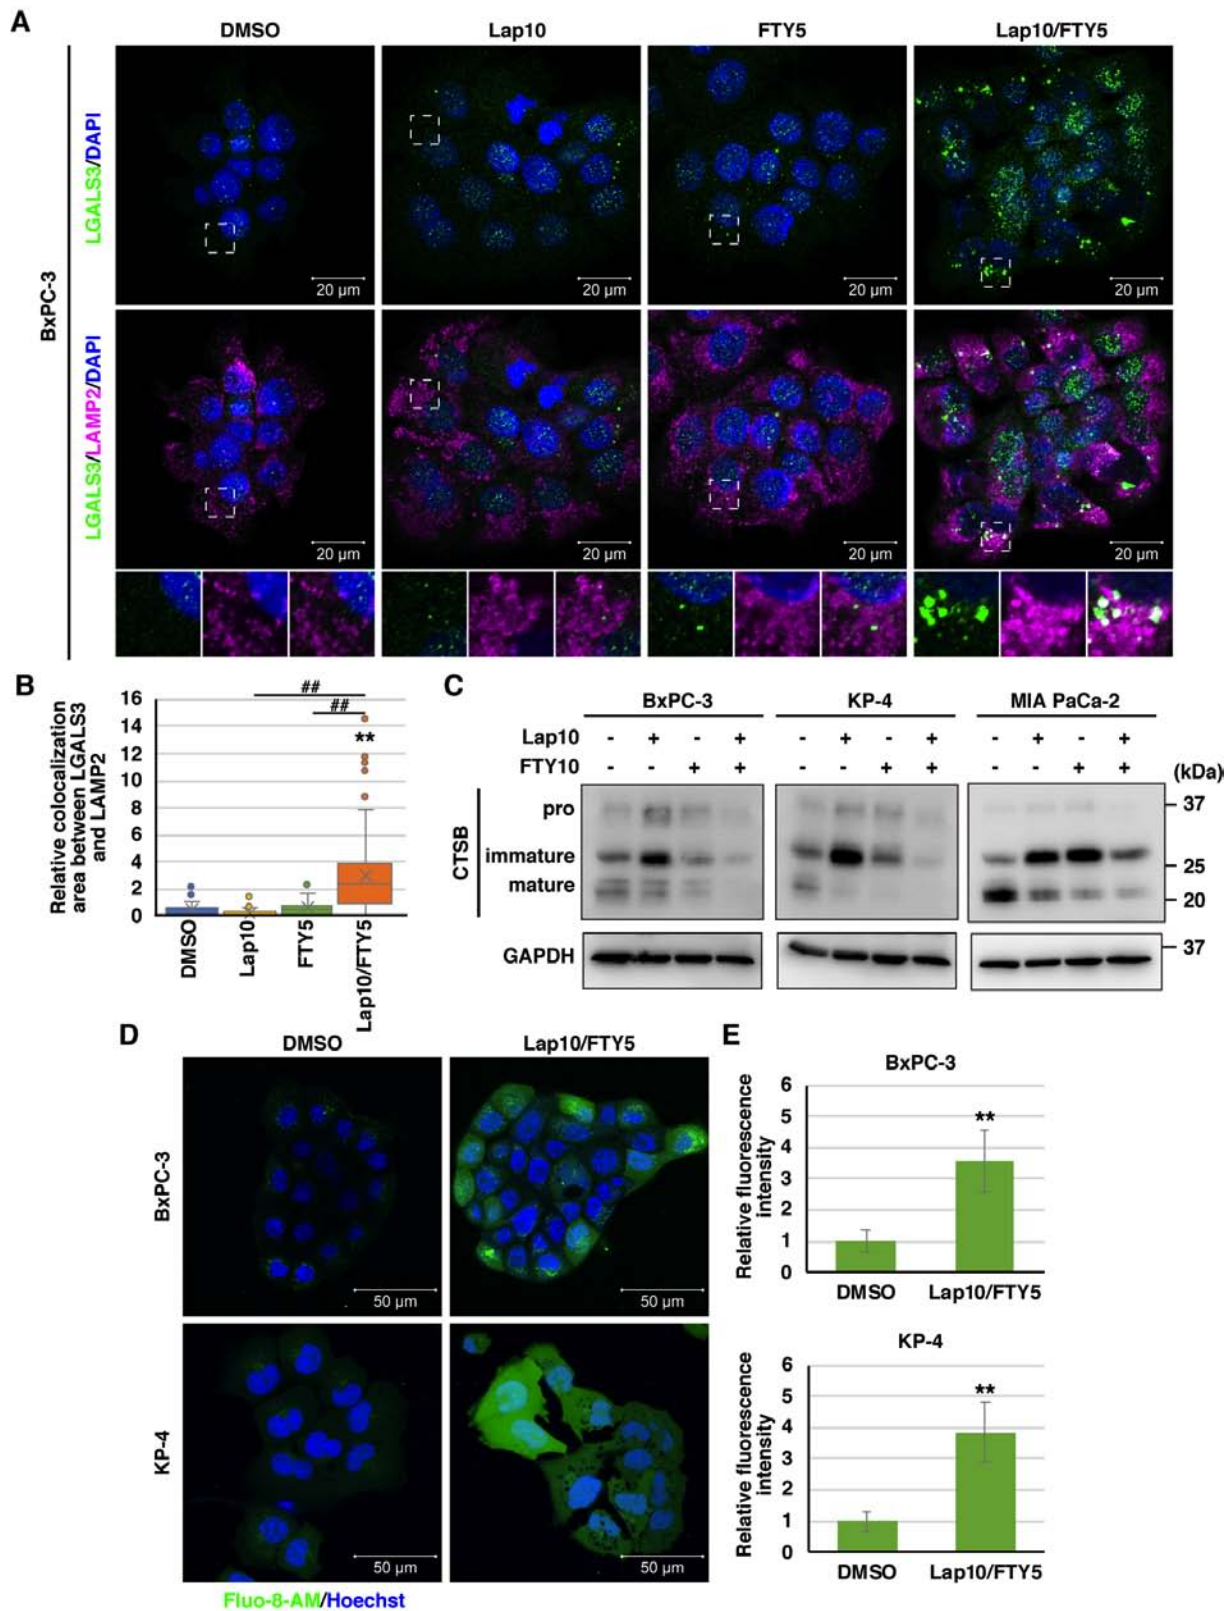 A
DMSO Lap10 FTY5 Lap10/FTY5
BxPC-3
LGALS3/DAPI
20 µm 20 µm 20 µm 20 µm
LGALS3/LAMP2/DAPI
20 µm 20 µm 20 µm 20 µm
B
Relative colocalization
area between LGALS3
and LAMP2
16
14
12
10
8
6
4
2
0
##
##
**
DMSO
Lap10
FTY5
Lap10/FTY5
C
BxPC-3 KP-4 MIA PaCa-2
Lap10 - + - + - + - + - + - +
FTY10 - - + + - - + + - - + + (kDa)
CTSB
pro 37
immature 25
mature 20
GAPDH 37
D
DMSO Lap10/FTY5
BxPC-3
50 µm 50 µm
KP-4
50 µm 50 µm
Fluo-8-AM/Hoechst
E
BxPC-3
Relative fluorescence
intensity
6
5
4
3
2
1
0
**
DMSO Lap10/FTY5
KP-4
Relative fluorescence
intensity
6
5
4
3
2
1
0
**
DMSO Lap10/FTY5